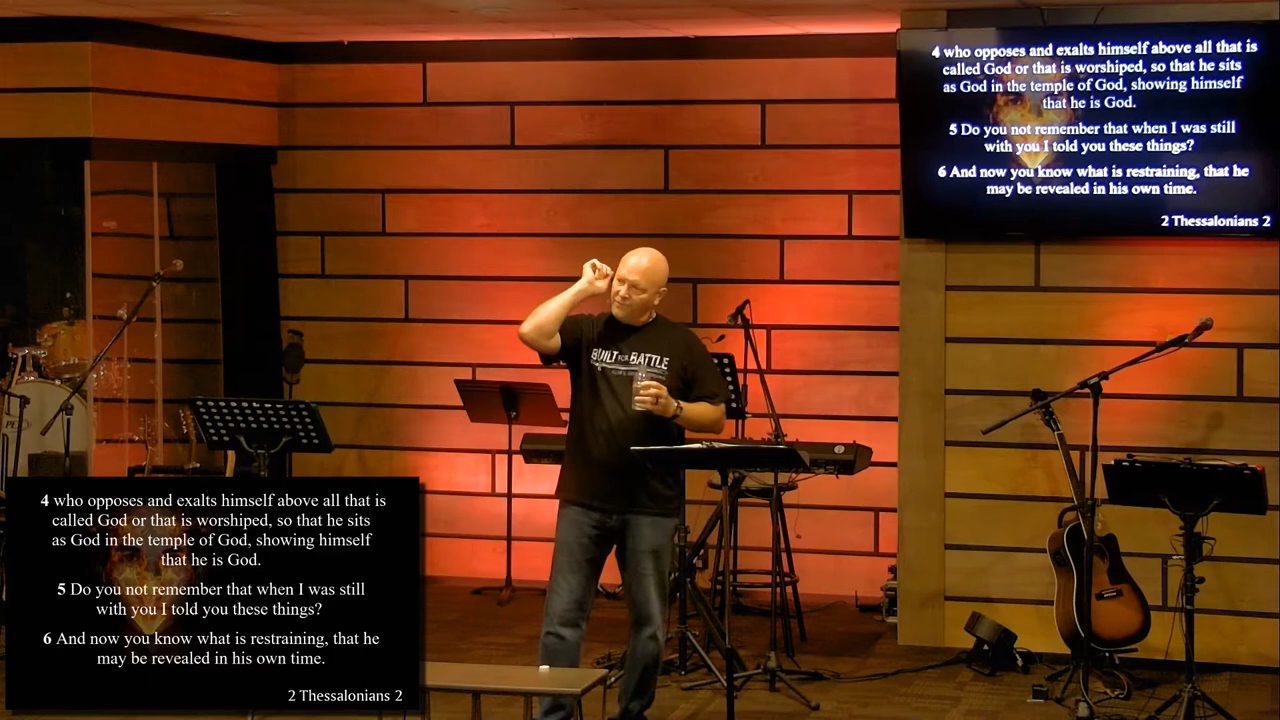 4 who opposes and exalts himself above all that is
called God or that is worshiped, so that he sits
as God in the temple of God, showing himself
that he is God.
5 Do you not remember that when I was still
with you I told you these things?
6 And now you know what is restraining, that he
may be revealed in his own time.
2 Thessalonians 2
BUILT FOR BATTLE
4 who opposes and exalts himself above all that is
called God or that is worshiped, so that he sits
as God in the temple of God, showing himself
that he is God.
5 Do you not remember that when I was still
with you I told you these things?
6 And now you know what is restraining, that he
may be revealed in his own time.
2 Thessalonians 2